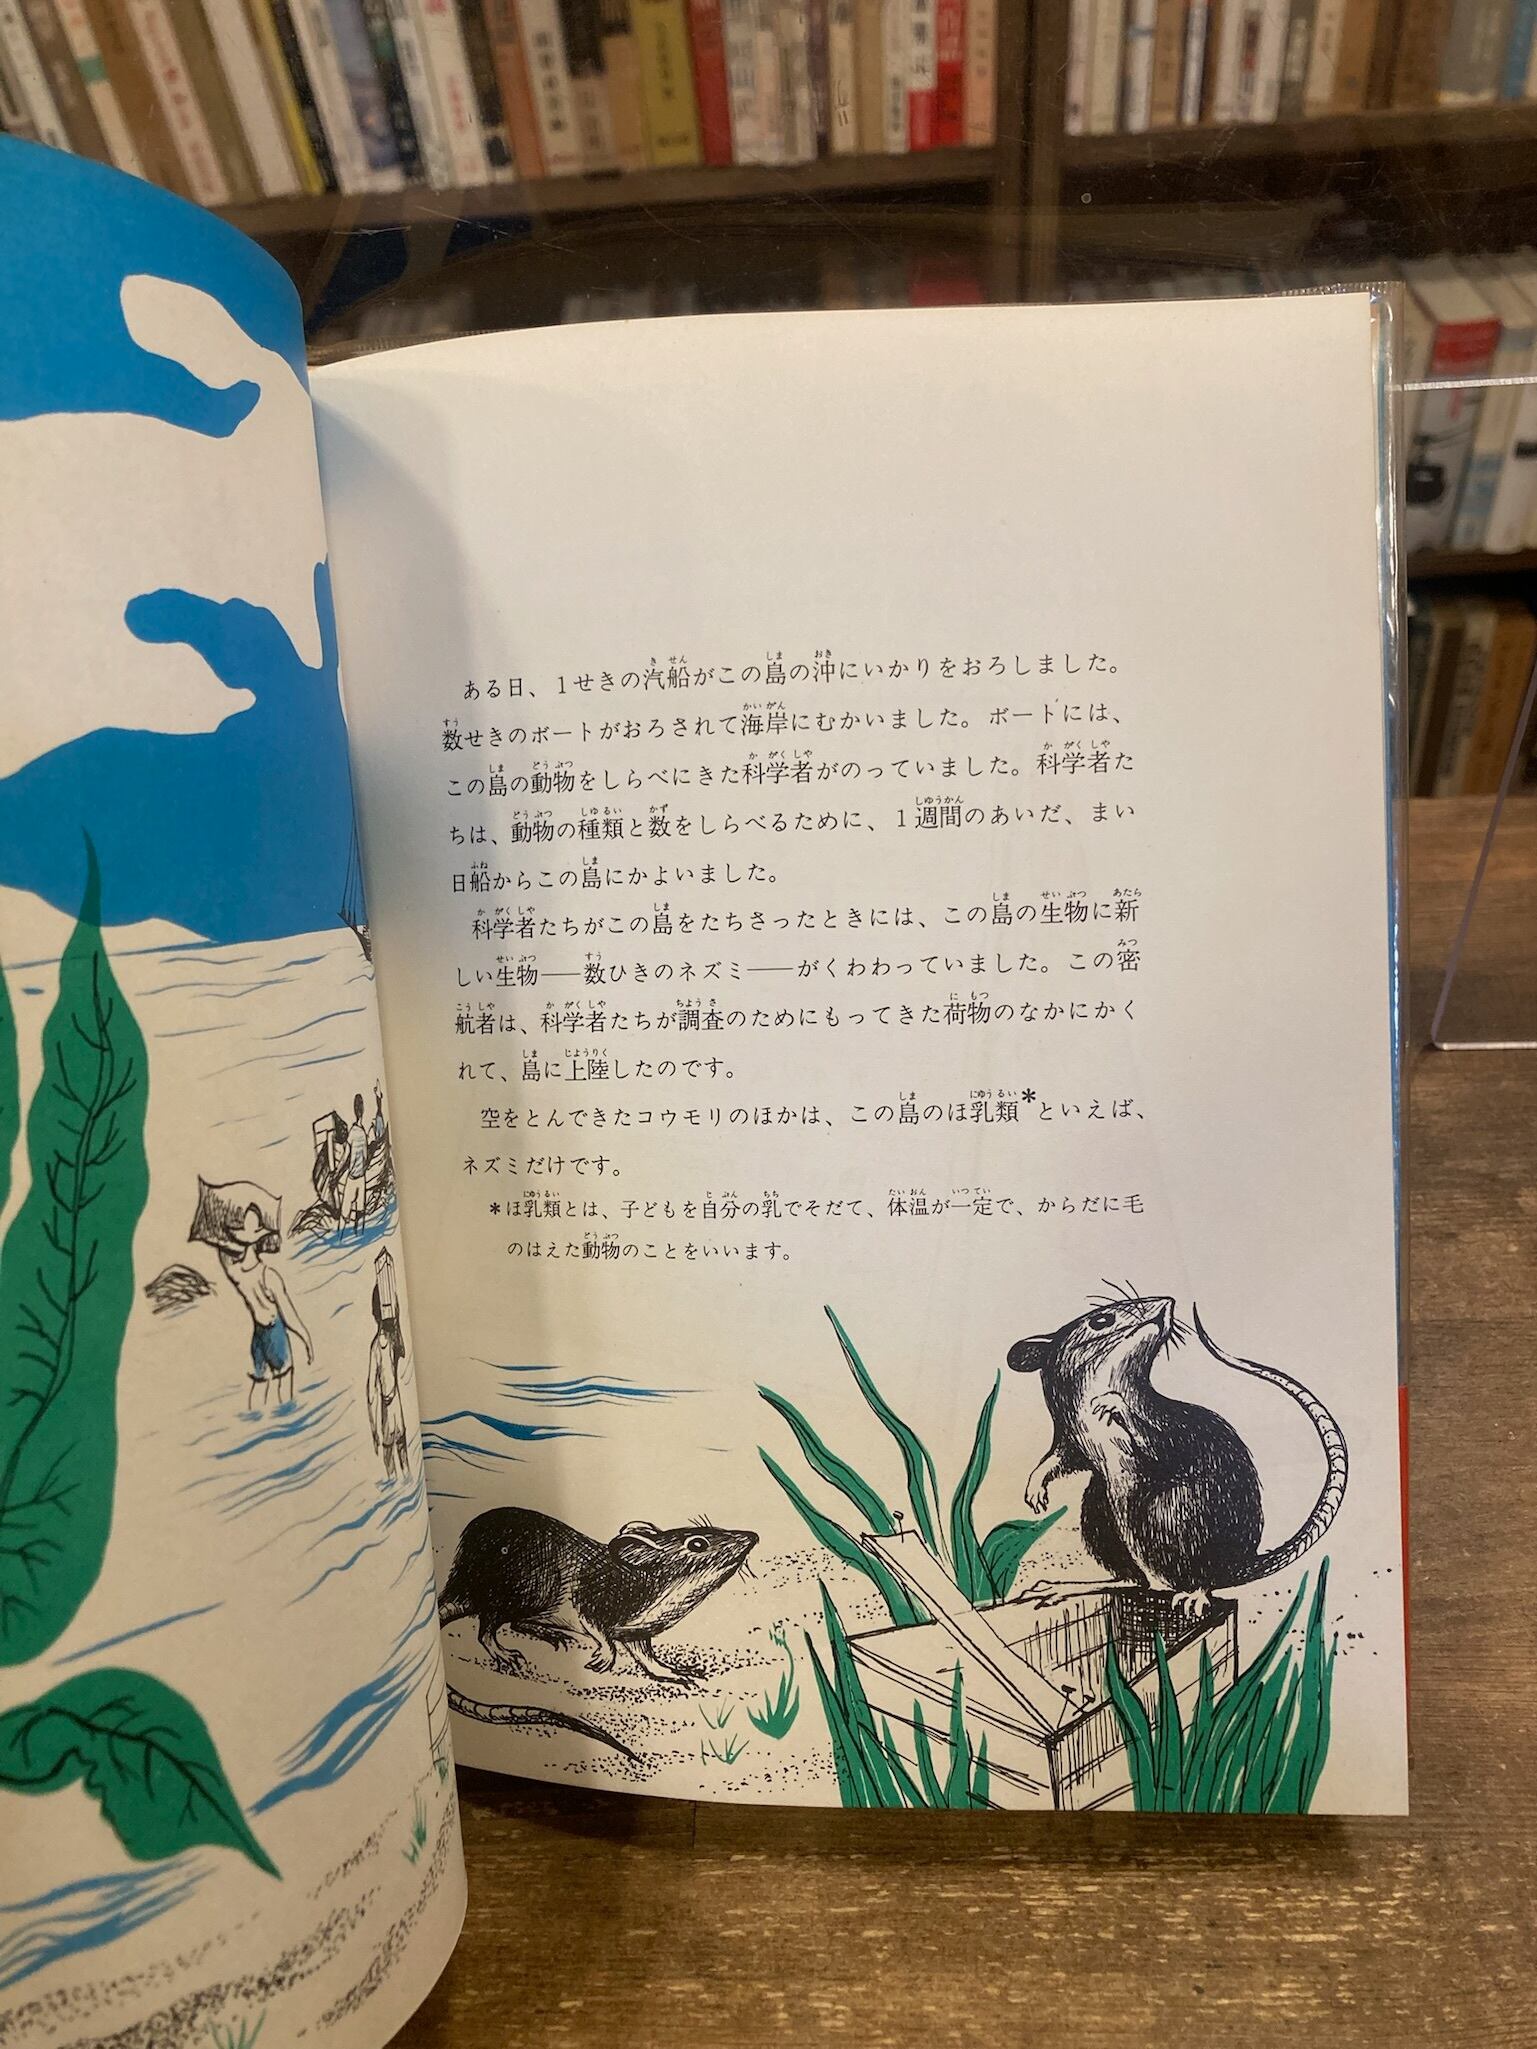 ある日、1せきの汽船がこの島の沖にいかりをおろしました。
数せきのボートがおろされて海岸にむかいました。ボートには、
この島の動物をしらべにきた科学者がのっていました。科学者た
ちは、動物の種類と数をしらべるために、1週間のあいだ、まい
日船からこの島にかよいました。
科学者たちがこの島をたちさったときには、この島の生物に新
しい生物――数ひきのネズミ――がくわわっていました。この密
航者は、科学者たちが調査のためにもってきた荷物のなかにかく
れて、島に上陸したのです。
空をとんできたコウモリのほかは、この島のほ乳類*といえば、
ネズミだけです。
*ほ乳類とは、子どもを自分の乳でそだて、体温が一定で、からだに毛
のはえた動物のことをいいます。